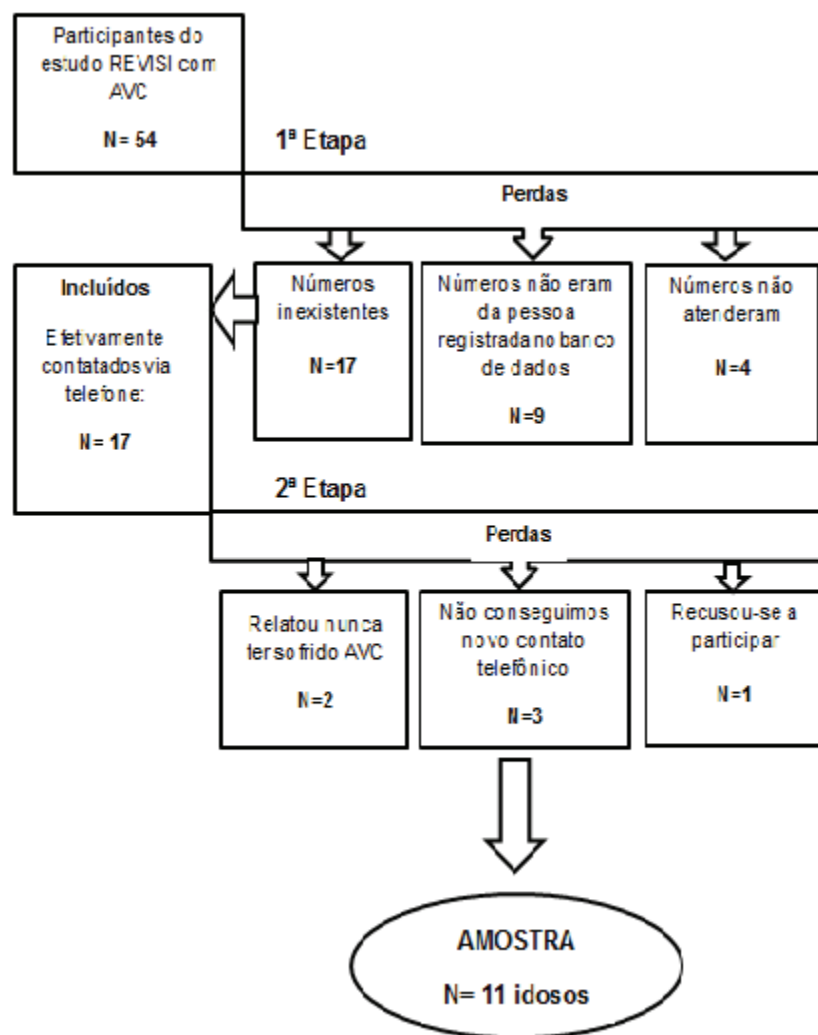 Participantes do
estudo REVISI com
AVC
N= 54
1ª Etapa
Perdas
Incluídos
Efetivamente
contatados via
telefone:
N= 17
Números
inexistentes
N=17
Números não eram
da pessoa
registrada no banco
de dados
N=9
Números não
atenderam
N=4
2ª Etapa
Perdas
Relatou nunca
ter sofrido AVC
N=2
Não conseguimos
novo contato
telefônico
N=3
Recusou-se a
participar
N=1
AMOSTRA
N= 11 idosos